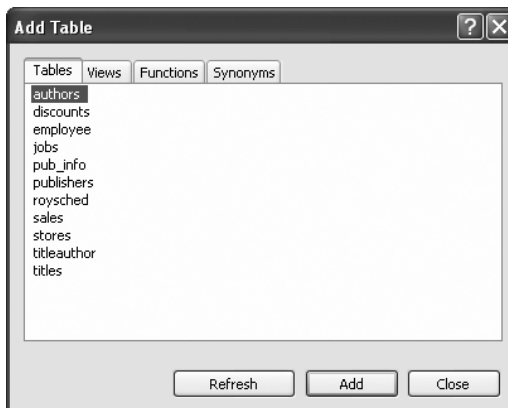 Add Table
Tables Views Functions Synonyms
authors
discounts
employee
jobs
pub_info
publishers
roysched
sales
stores
titleauthor
titles
Refresh Add Close